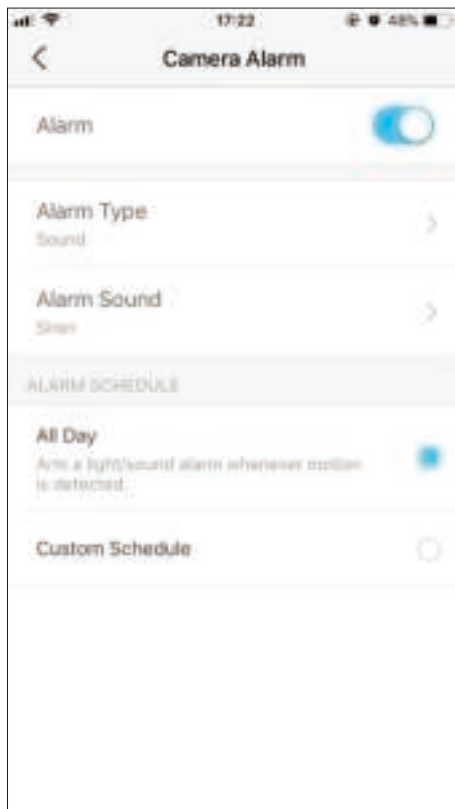 17:22
48%
Camera Alarm
Alarm
Alarm Type
Sound
Alarm Sound
Siren
ALARM SCHEDULE
All Day
Arm a light/sound alarm whenever motion
is detected.
Custom Schedule